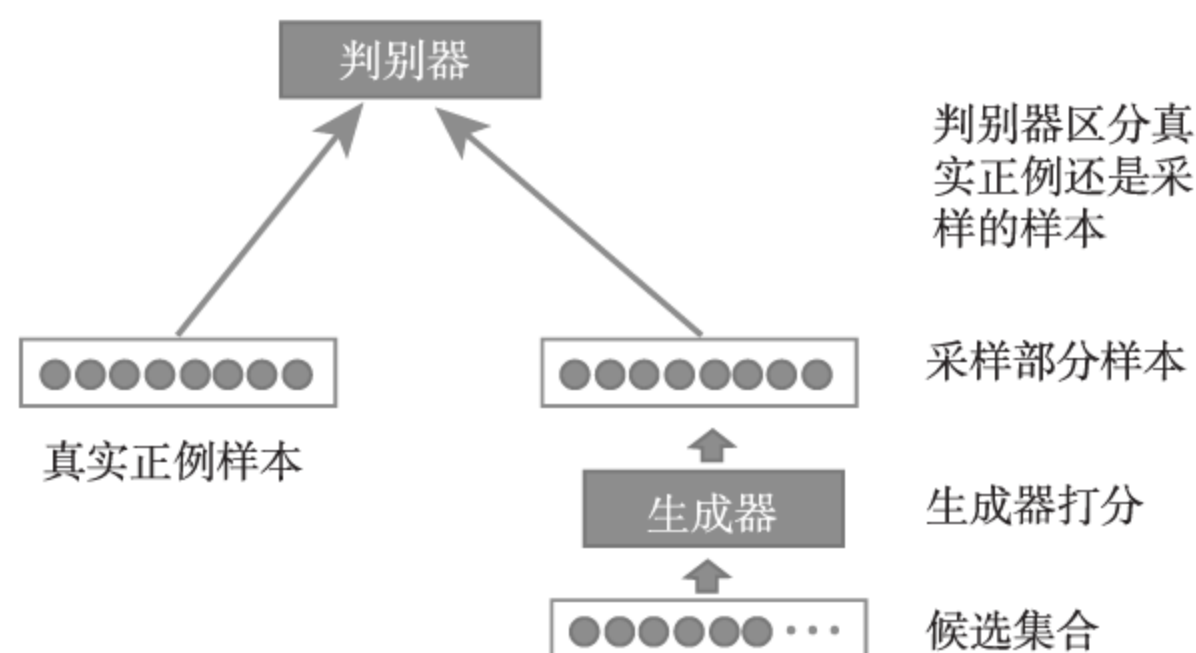 判别器
判别器区分真
实正例还是采
样的样本
采样部分样本
真实正例样本
生成器
生成器打分
候选集合